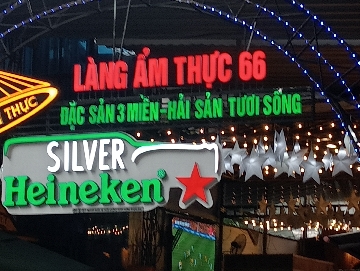 LÀNG ẨM THỰC 66
THỰC
ĐẶC SẢN 3 MIỀN-HẢI SẢN TƯƠI SỐNG
SILVER
Heineken